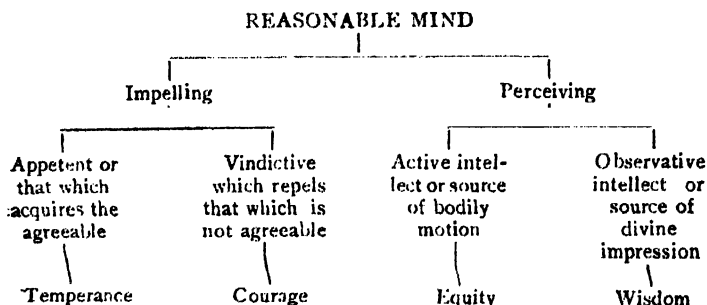 REASONABLE MIND
Impelling
Perceiving
Appetent or
that which
acquires the
agreeable
Vindictive
which repels
that which is
not agreeable
Active intel-
lect or source
of bodily
motion
Observative
intellect or
source of
divine
impression
Temperance
Courage
Equity
Wisdom